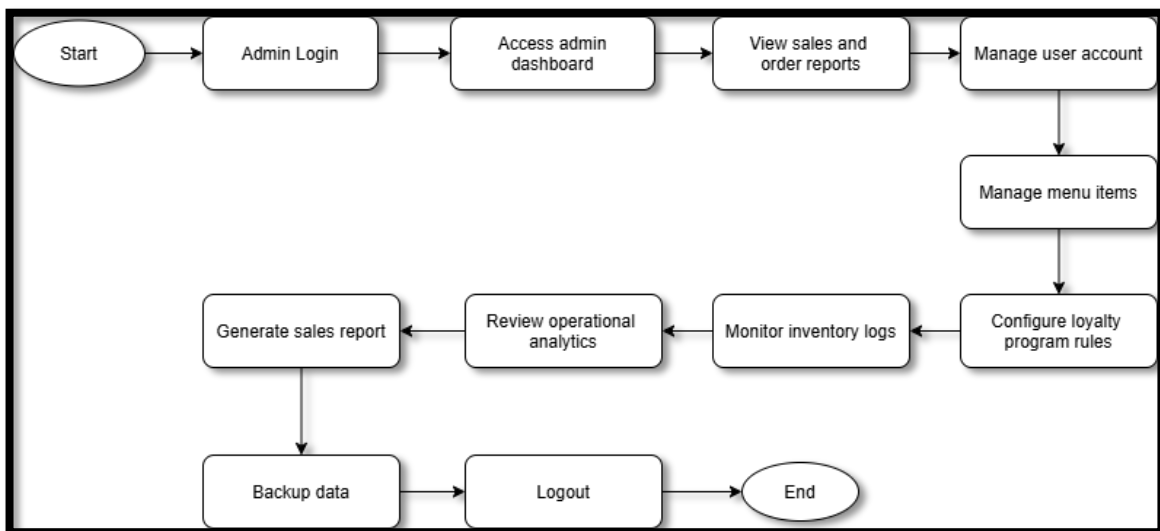 Start
Admin Login
Access admin
dashboard
View sales and
order reports
Manage user account
Manage menu items
Configure loyalty
program rules
Monitor inventory logs
Review operational
analytics
Generate sales report
Backup data
Logout
End